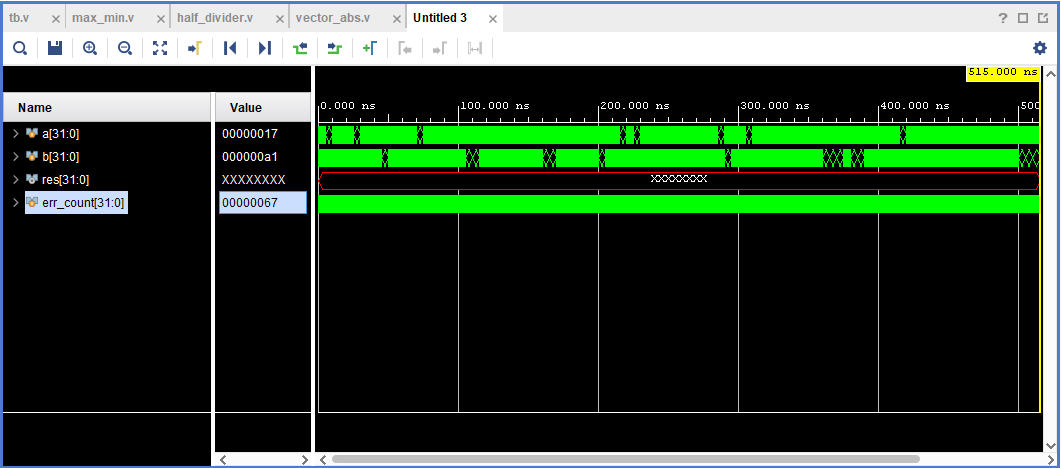 tb.v × max_min.v × half_divider.v × vector_abs.v × Untitled 3 ×
515.000 ns
Name Value
0.000 ns 100.000 ns 200.000 ns 300.000 ns 400.000 ns 500
a[31:0] 00000017
b[31:0] 000000a1
res[31:0] XXXXXXXX XXXXXXXX
err_count[31:0] 00000067